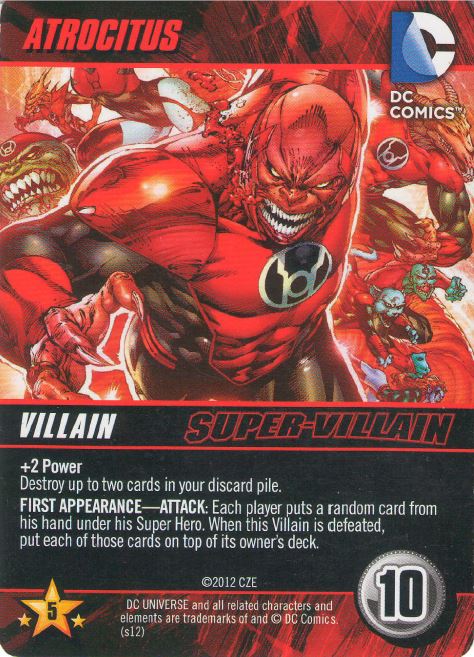 ATROCITUS
DC COMICS™
VILLAIN
SUPER-VILLAIN
+2 Power
Destroy up to two cards in your discard pile.
FIRST APPEARANCE—ATTACK: Each player puts a random card from
his hand under his Super Hero. When this Villain is defeated,
put each of those cards on top of its owner's deck.
©2012 CZE
5
DC UNIVERSE and all related characters and
elements are trademarks of and © DC Comics.
(s12)
10